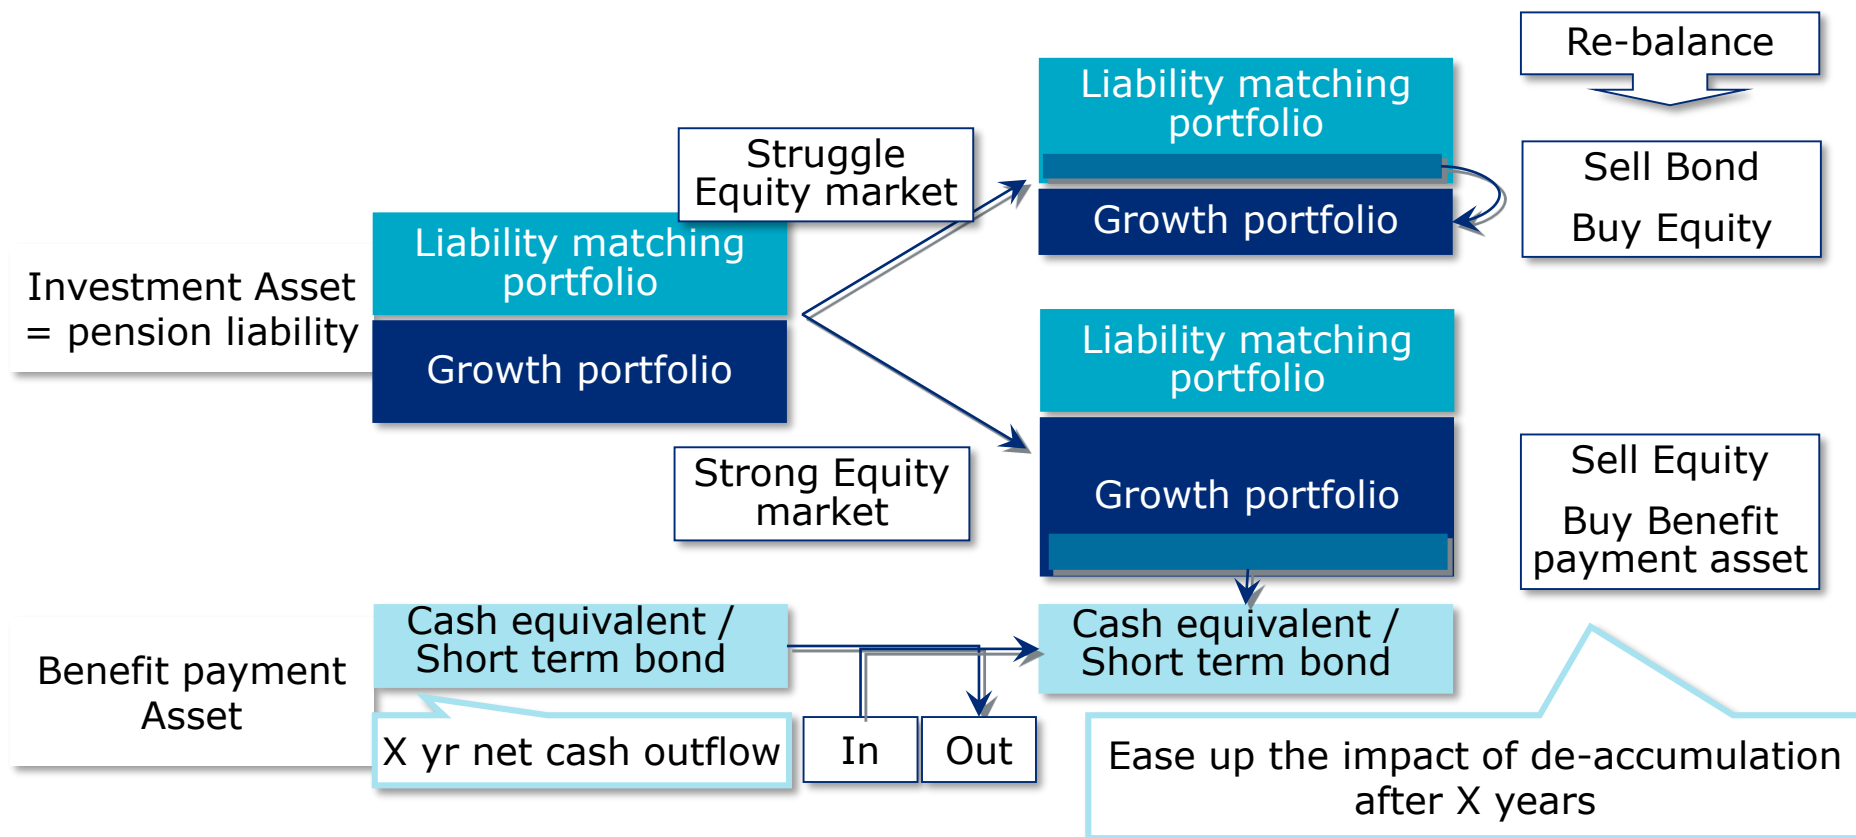 Re-balance
Liability matching
portfolio
Struggle
Equity market
Sell Bond
Buy Equity
Growth portfolio
Liability matching
portfolio
Investment Asset
= pension liability
Growth portfolio
Liability matching
portfolio
Strong Equity
market
Growth portfolio
Sell Equity
Buy Benefit
payment asset
Cash equivalent /
Short term bond
Cash equivalent /
Short term bond
Benefit payment
Asset
X yr net cash outflow
In
Out
Ease up the impact of de-accumulation
after X years